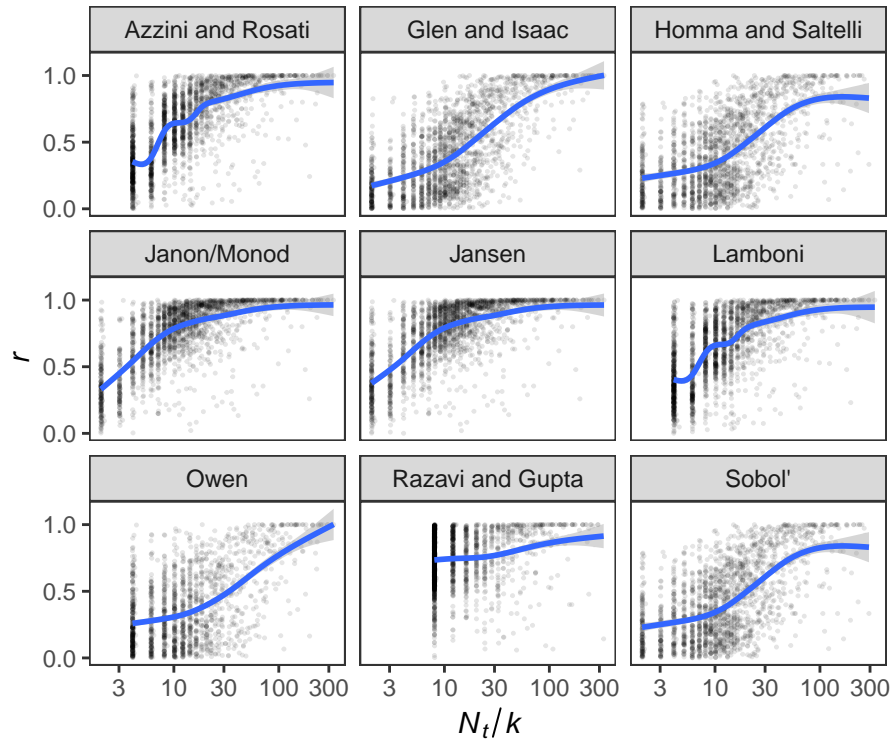 Azzini and Rosati Glen and Isaac Homma and Saltelli
1.0
0.5
0.0
Janon/Monod Jansen Lamboni
1.0
0.5
0.0
r
Owen Razavi and Gupta Sobol'
1.0
0.5
0.0
3 10 30 100 300 3 10 30 100 300 3 10 30 100 300
N_t/k